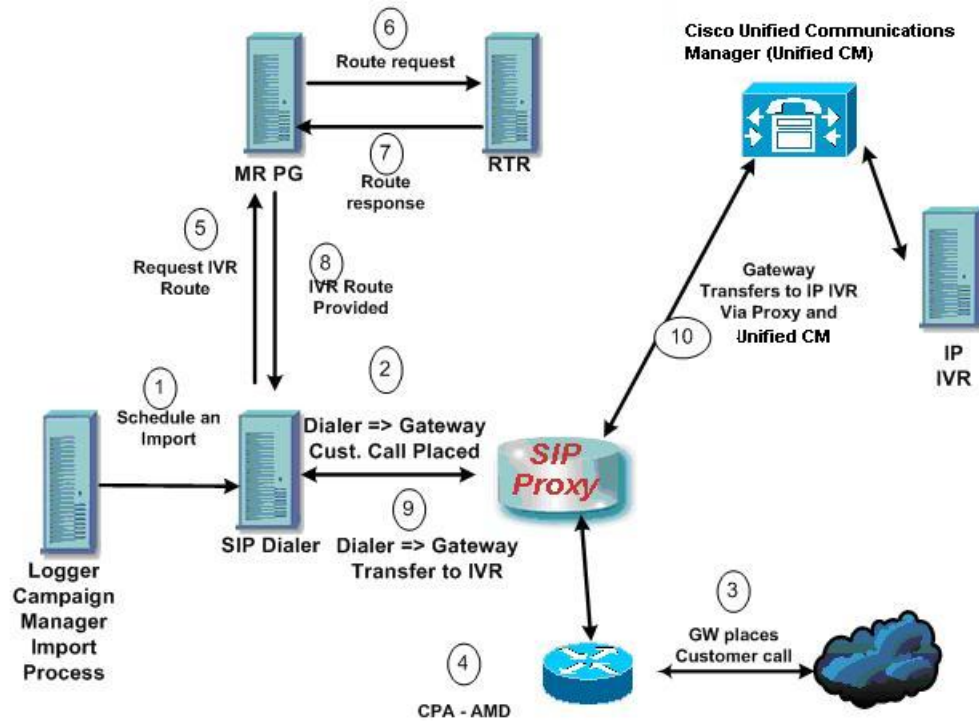 6
Route request
Cisco Unified Communications
Manager (Unified CM)
MR PG
7
Route
response
RTR
5
Request IVR
Route
8
IVR Route
Provided
Gateway
Transfers to IP IVR
Via Proxy and
Unified CM
10
IP
IVR
1
Schedule an
Import
2
Dialer => Gateway
Cust. Call Placed
SIP
Proxy
SIP Dialer
9
Dialer => Gateway
Transfer to IVR
Logger
Campaign
Manager
Import
Process
3
GW places
Customer call
4
CPA - AMD